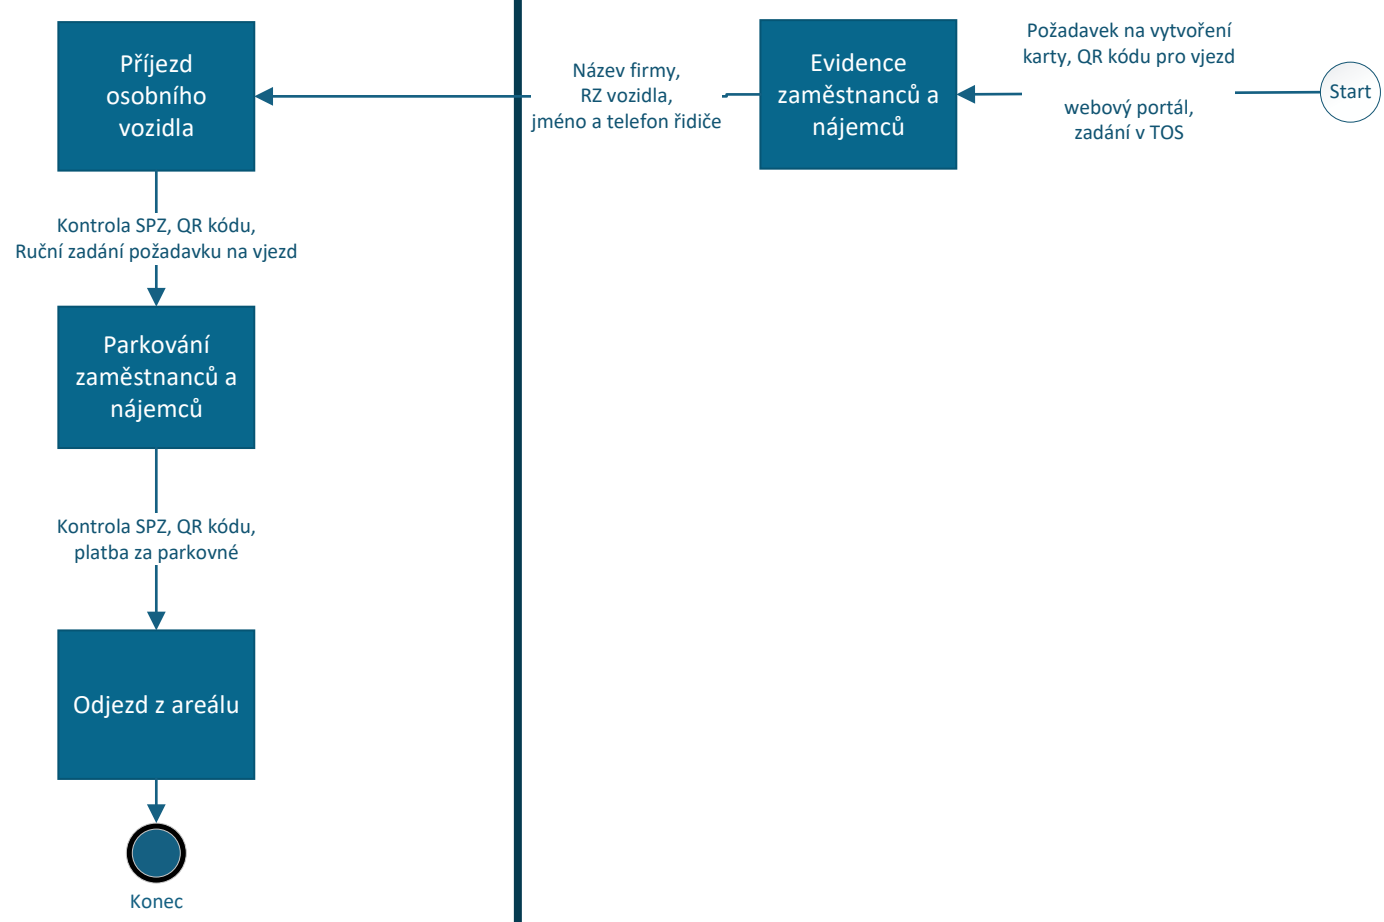 Požadavek na vytvoření
karty, QR kódu pro vjezd
webový portál,
zadání v TOS
Start
Evidence
zaměstnanců a
nájemců
Název firmy,
RZ vozidla,
jméno a telefon řidiče
Příjezd
osobního
vozidla
Kontrola SPZ, QR kódu,
Ruční zadání požadavku na vjezd
Parkování
zaměstnanců a
nájemců
Kontrola SPZ, QR kódu,
platba za parkovné
Odjezd z areálu
Konec